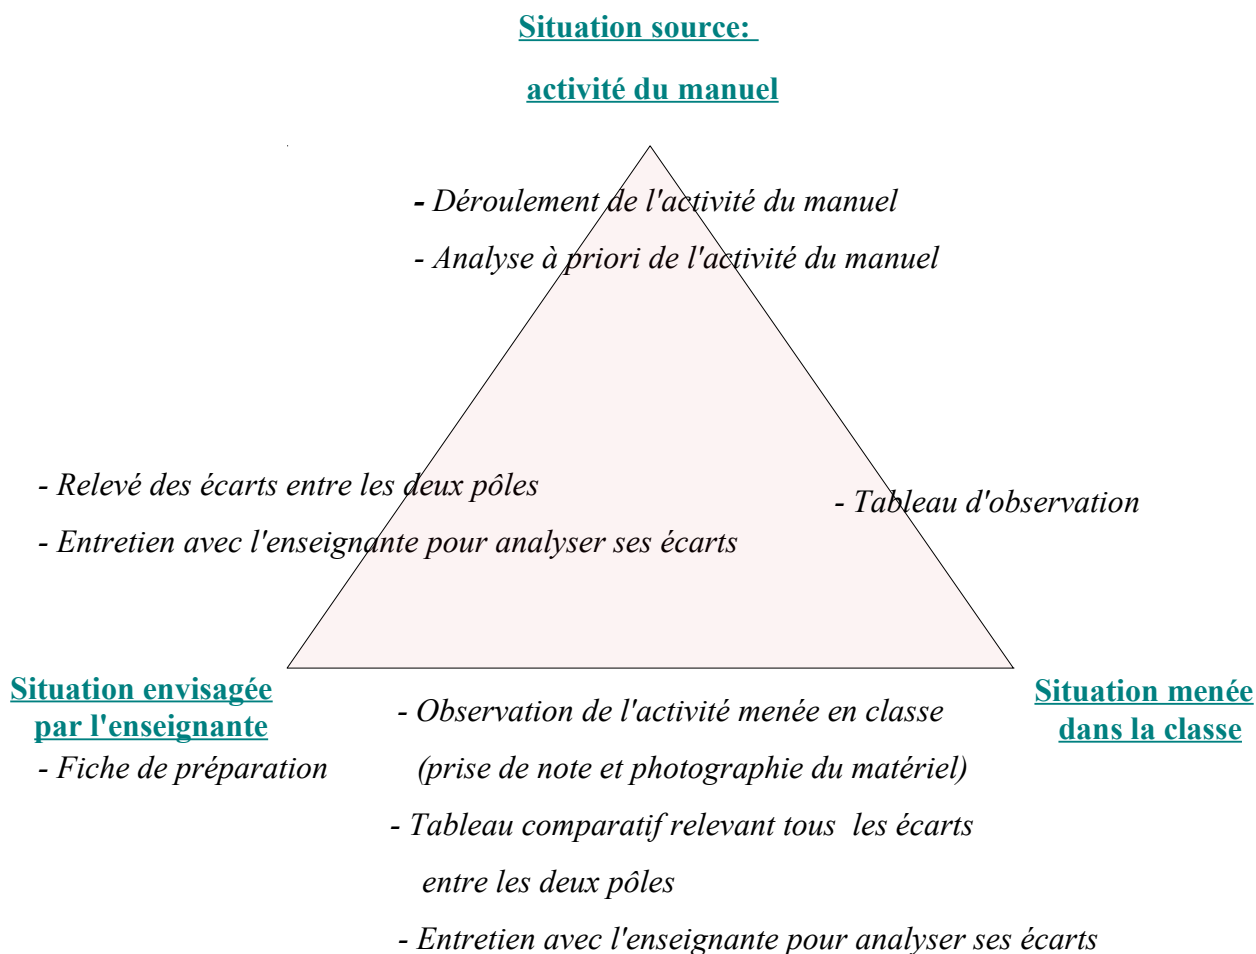 Situation source:
activité du manuel
- Déroulement de l'activité du manuel
- Analyse à priori de l'activité du manuel
- Relevé des écarts entre les deux pôles
- Entretien avec l'enseignante pour analyser ses écarts
- Tableau d'observation
Situation envisagée
par l'enseignante
- Fiche de préparation
Situation menée
dans la classe
- Observation de l'activité menée en classe
(prise de note et photographie du matériel)
- Tableau comparatif relevant tous les écarts
entre les deux pôles
- Entretien avec l'enseignante pour analyser ses écarts